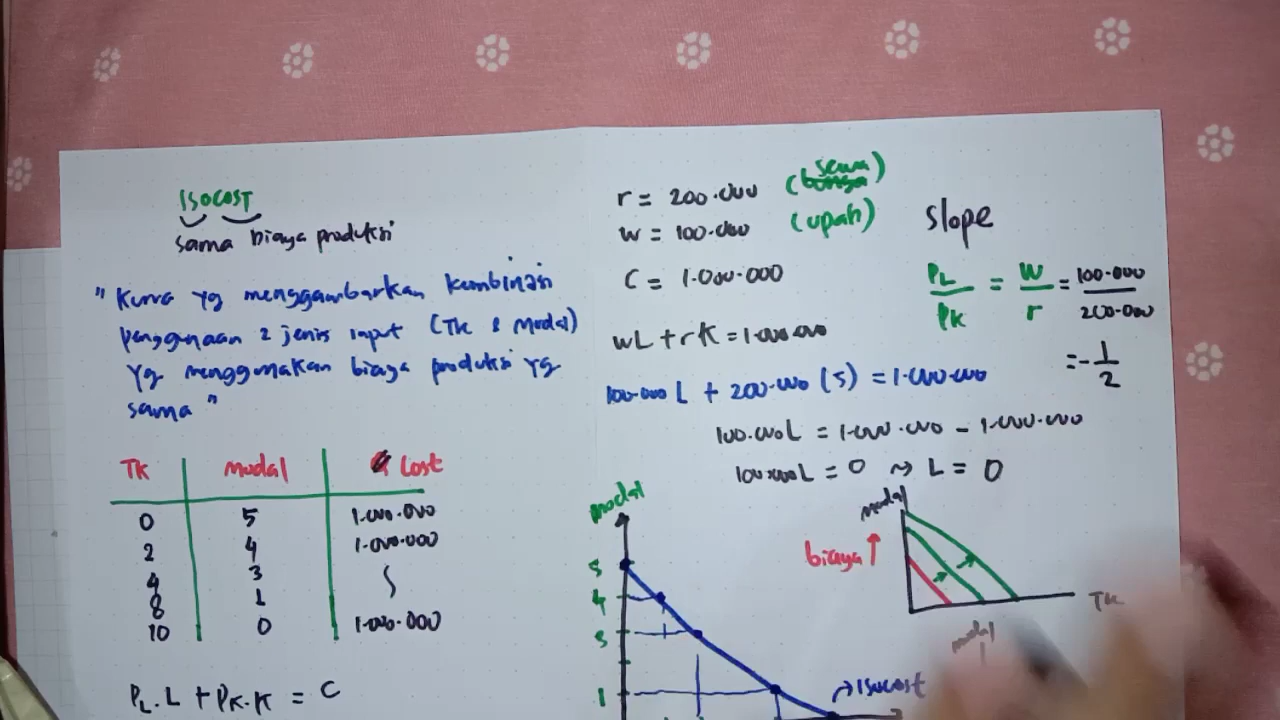 ISOCOST
sama biaya produksi
"Kurva yg menggambarkan kombinasi
penggunaan 2 jenis input (TK & Modal)
yg menggunakan biaya produksi yg
sama"
TK modal Cost
0 5 1.000.000
2 4 1.000.000
4 3
8 1
10 0 1.000.000
PL.L + PK.K = C
r = 200.000 (sewa)
w = 100.000 (upah)
C = 1.000.000
wL + rK = 1.000.000
100.000 L + 200.000 (5) = 1.000.000
100.000L = 1.000.000 - 1.000.000
100.000L = 0 → L = 0
slope
PL/PK = w/r = 100.000/200.000
= -1/2
modal
5
4
3
1
isocost
modal
biaya ↑
TK
modal